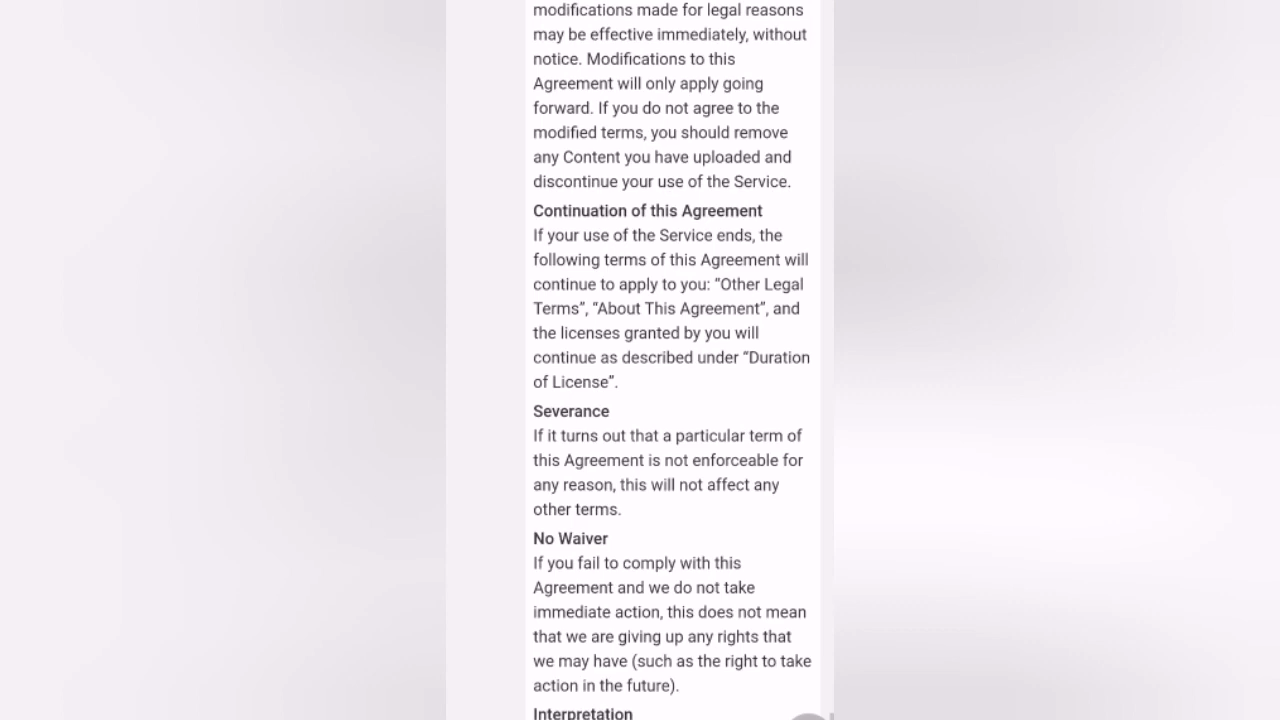 modifications made for legal reasons
may be effective immediately, without
notice. Modifications to this
Agreement will only apply going
forward. If you do not agree to the
modified terms, you should remove
any Content you have uploaded and
discontinue your use of the Service.
Continuation of this Agreement
If your use of the Service ends, the
following terms of this Agreement will
continue to apply to you: “Other Legal
Terms”, “About This Agreement”, and
the licenses granted by you will
continue as described under “Duration
of License”.
Severance
If it turns out that a particular term of
this Agreement is not enforceable for
any reason, this will not affect any
other terms.
No Waiver
If you fail to comply with this
Agreement and we do not take
immediate action, this does not mean
that we are giving up any rights that
we may have (such as the right to take
action in the future).
Interpretation